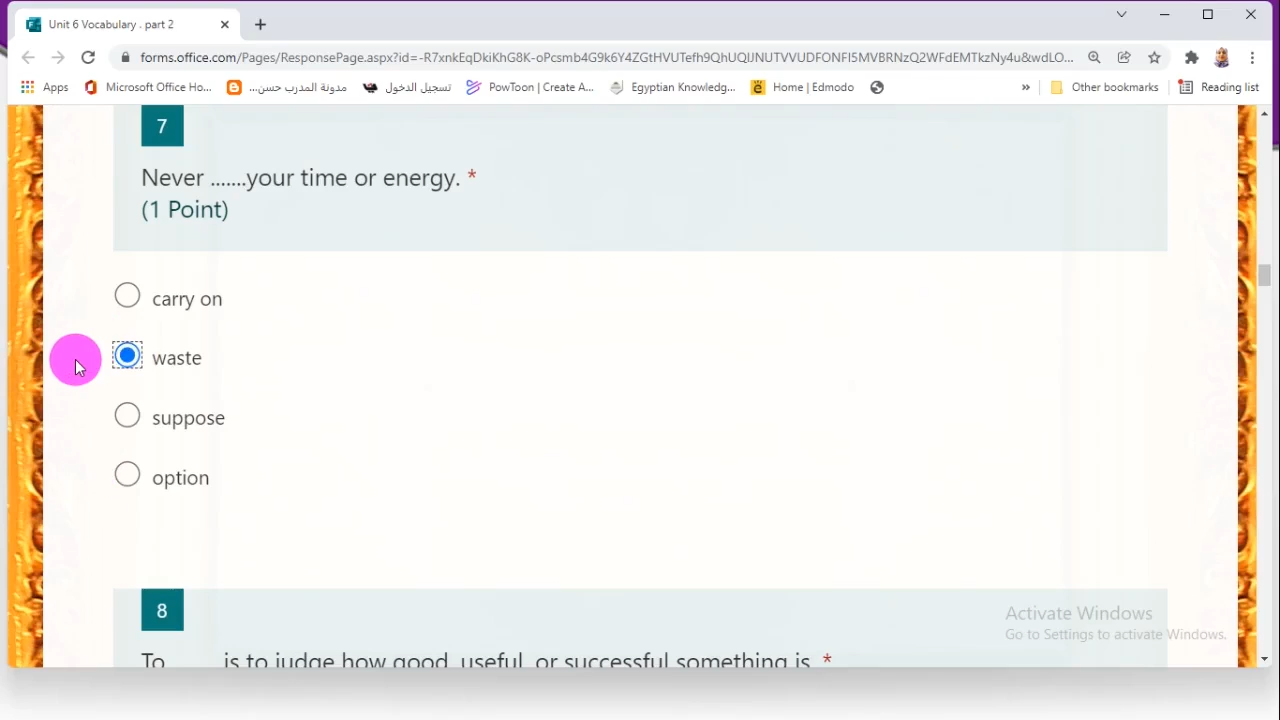 Unit 6 Vocabulary . part 2
forms.office.com/Pages/ResponsePage.aspx?id=-R7xnkEqDkiKhG8K-oPcsmb4G9k6Y4ZGtHVUTefh9QhUQlJNUTVVUDFONFI5MVBRNzQ2WFdEMTkzNy4u&wdLO...
Apps Microsoft Office Ho... مدونة المدرب حسن... تسجيل الدخول PowToon | Create A... Egyptian Knowledg... Home | Edmodo » Other bookmarks Reading list
7
Never .......your time or energy. *
(1 Point)
carry on
waste
suppose
option
8
To is to judge how good, useful, or successful something is. *
Activate Windows
Go to Settings to activate Windows.